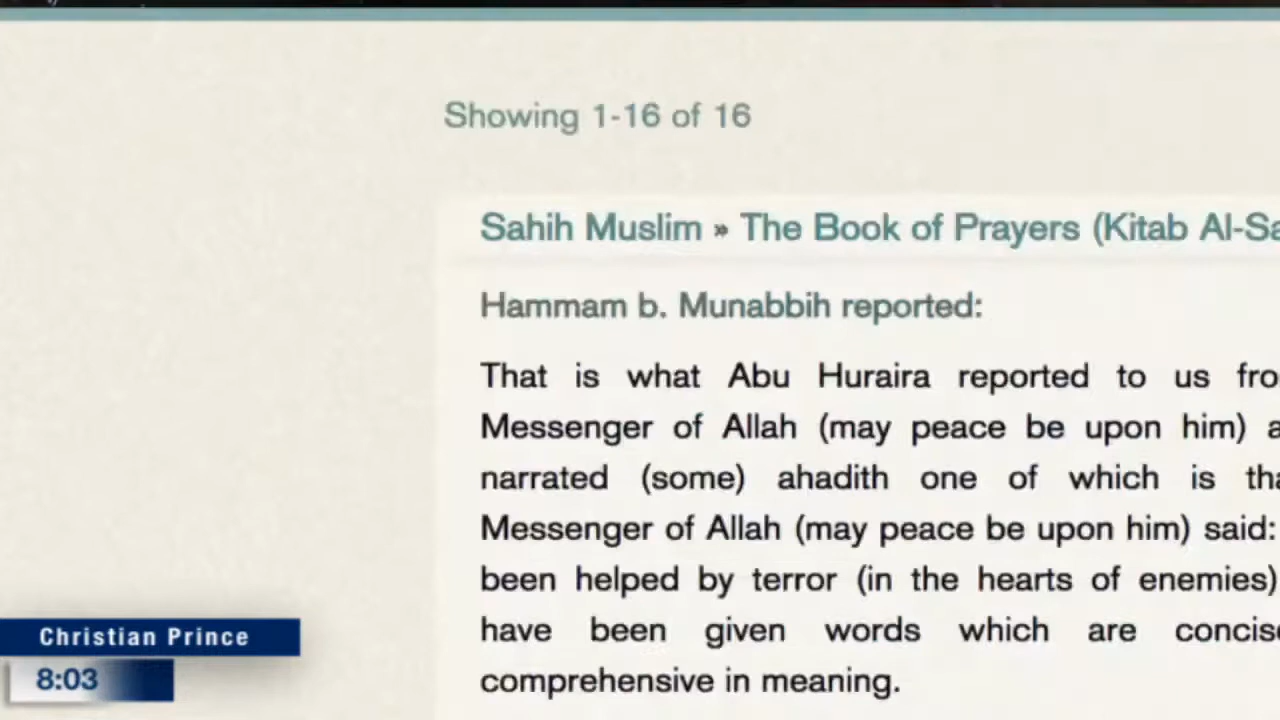 Showing 1-16 of 16
Sahih Muslim » The Book of Prayers (Kitab Al-Sa
Hammam b. Munabbih reported:
That is what Abu Huraira reported to us fro
Messenger of Allah (may peace be upon him) a
narrated (some) ahadith one of which is tha
Messenger of Allah (may peace be upon him) said:
been helped by terror (in the hearts of enemies)
have been given words which are concise
comprehensive in meaning.
Christian Prince
8:03